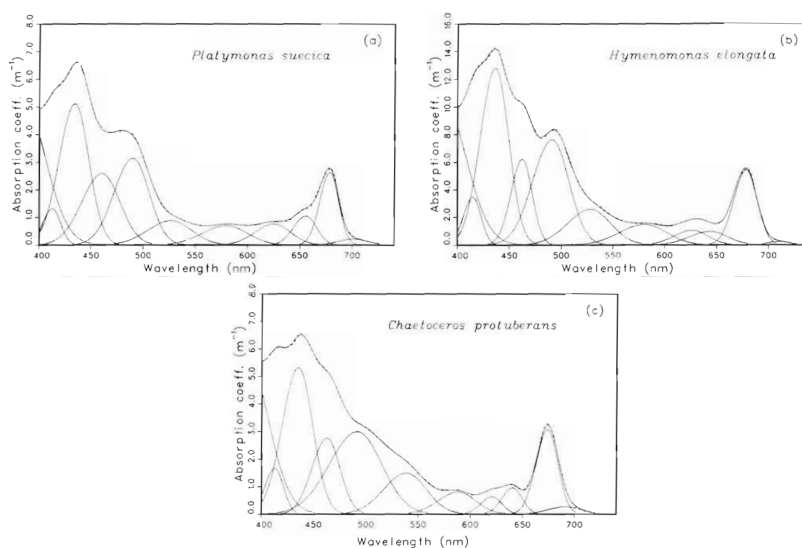 (a)
Platymonas suecica
Absorption coeff. (m⁻¹)
8.0
7.0
6.0
5.0
4.0
3.0
2.0
1.0
0.0
400 450 500 550 600 650 700
Wavelength (nm)
(b)
Hymenomonas elongata
Absorption coeff. (m⁻¹)
16.0
14.0
12.0
10.0
8.0
6.0
4.0
2.0
0.0
400 450 500 550 600 650 700
Wavelength (nm)
(c)
Chaetoceros protuberans
Absorption coeff. (m⁻¹)
8.0
7.0
6.0
5.0
4.0
3.0
2.0
1.0
0.0
400 450 500 550 600 650 700
Wavelength (nm)